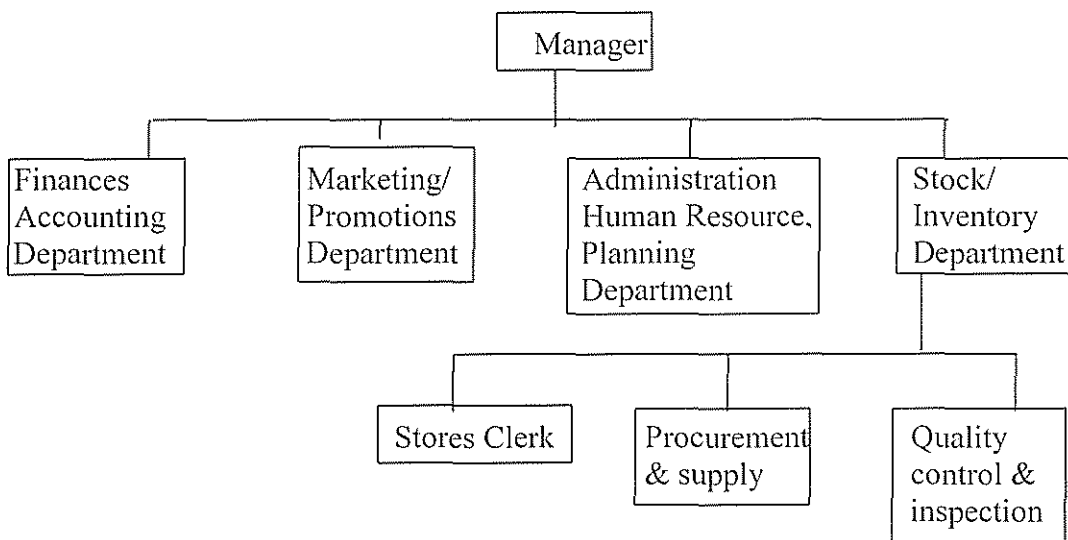 Manager
Finances
Accounting
Department
Marketing/
Promotions
Department
Administration
Human Resource,
Planning
Department
Stock/
Inventory
Department
Stores Clerk
Procurement
& supply
Quality
control &
inspection